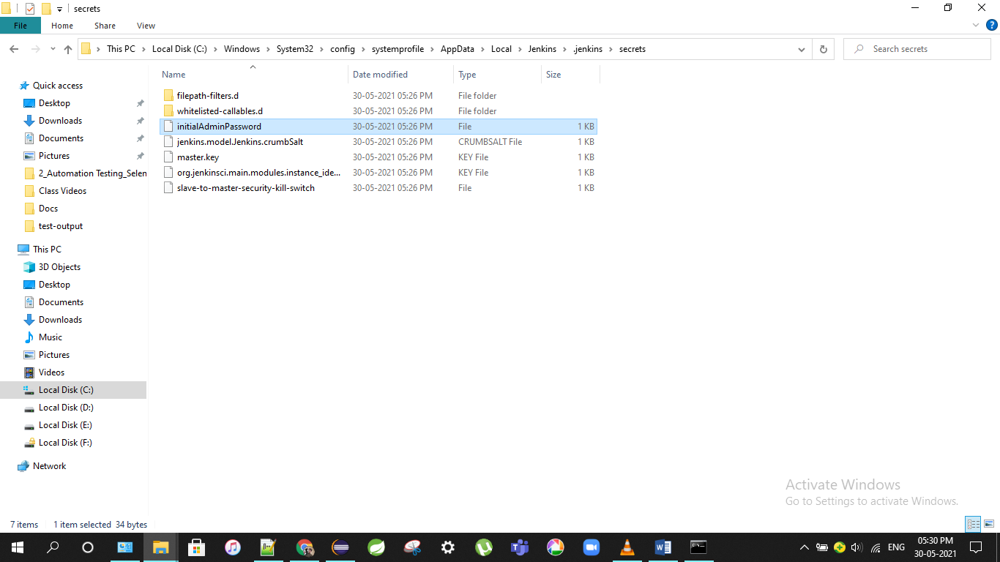 secrets
File Home Share View
This PC Local Disk (C:) Windows System32 config systemprofile AppData Local Jenkins .jenkins secrets
Search secrets
Name Date modified Type Size
filepath-filters.d 30-05-2021 05:26 PM File folder
whitelisted-callables.d 30-05-2021 05:26 PM File folder
initialAdminPassword 30-05-2021 05:26 PM File 1 KB
jenkins.model.Jenkins.crumbSalt 30-05-2021 05:26 PM CRUMBSALT File 1 KB
master.key 30-05-2021 05:26 PM KEY File 1 KB
org.jenkinsci.main.modules.instance_ide... 30-05-2021 05:26 PM KEY File 1 KB
slave-to-master-security-kill-switch 30-05-2021 05:26 PM File 1 KB
Quick access
Desktop
Downloads
Documents
Pictures
2_Automation Testing_Selen
Class Videos
Docs
test-output
This PC
3D Objects
Desktop
Documents
Downloads
Music
Pictures
Videos
Local Disk (C:)
Local Disk (D:)
Local Disk (E:)
Local Disk (F:)
Network
Activate Windows
Go to Settings to activate Windows.
7 items 1 item selected 34 bytes
ENG
05:30 PM
30-05-2021